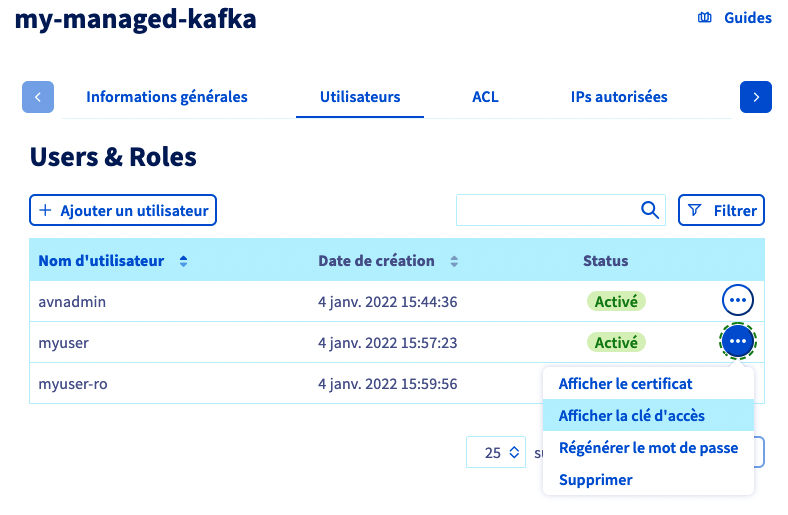 my-managed-kafka
Guides
Informations générales
Utilisateurs
ACL
IPs autorisées
Users & Roles
+ Ajouter un utilisateur
Filtrer
Nom d'utilisateur
Date de création
Status
avnadmin
4 janv. 2022 15:44:36
Activé
myuser
4 janv. 2022 15:57:23
Activé
myuser-ro
4 janv. 2022 15:59:56
Afficher le certificat
Afficher la clé d'accès
Régénérer le mot de passe
Supprimer
25